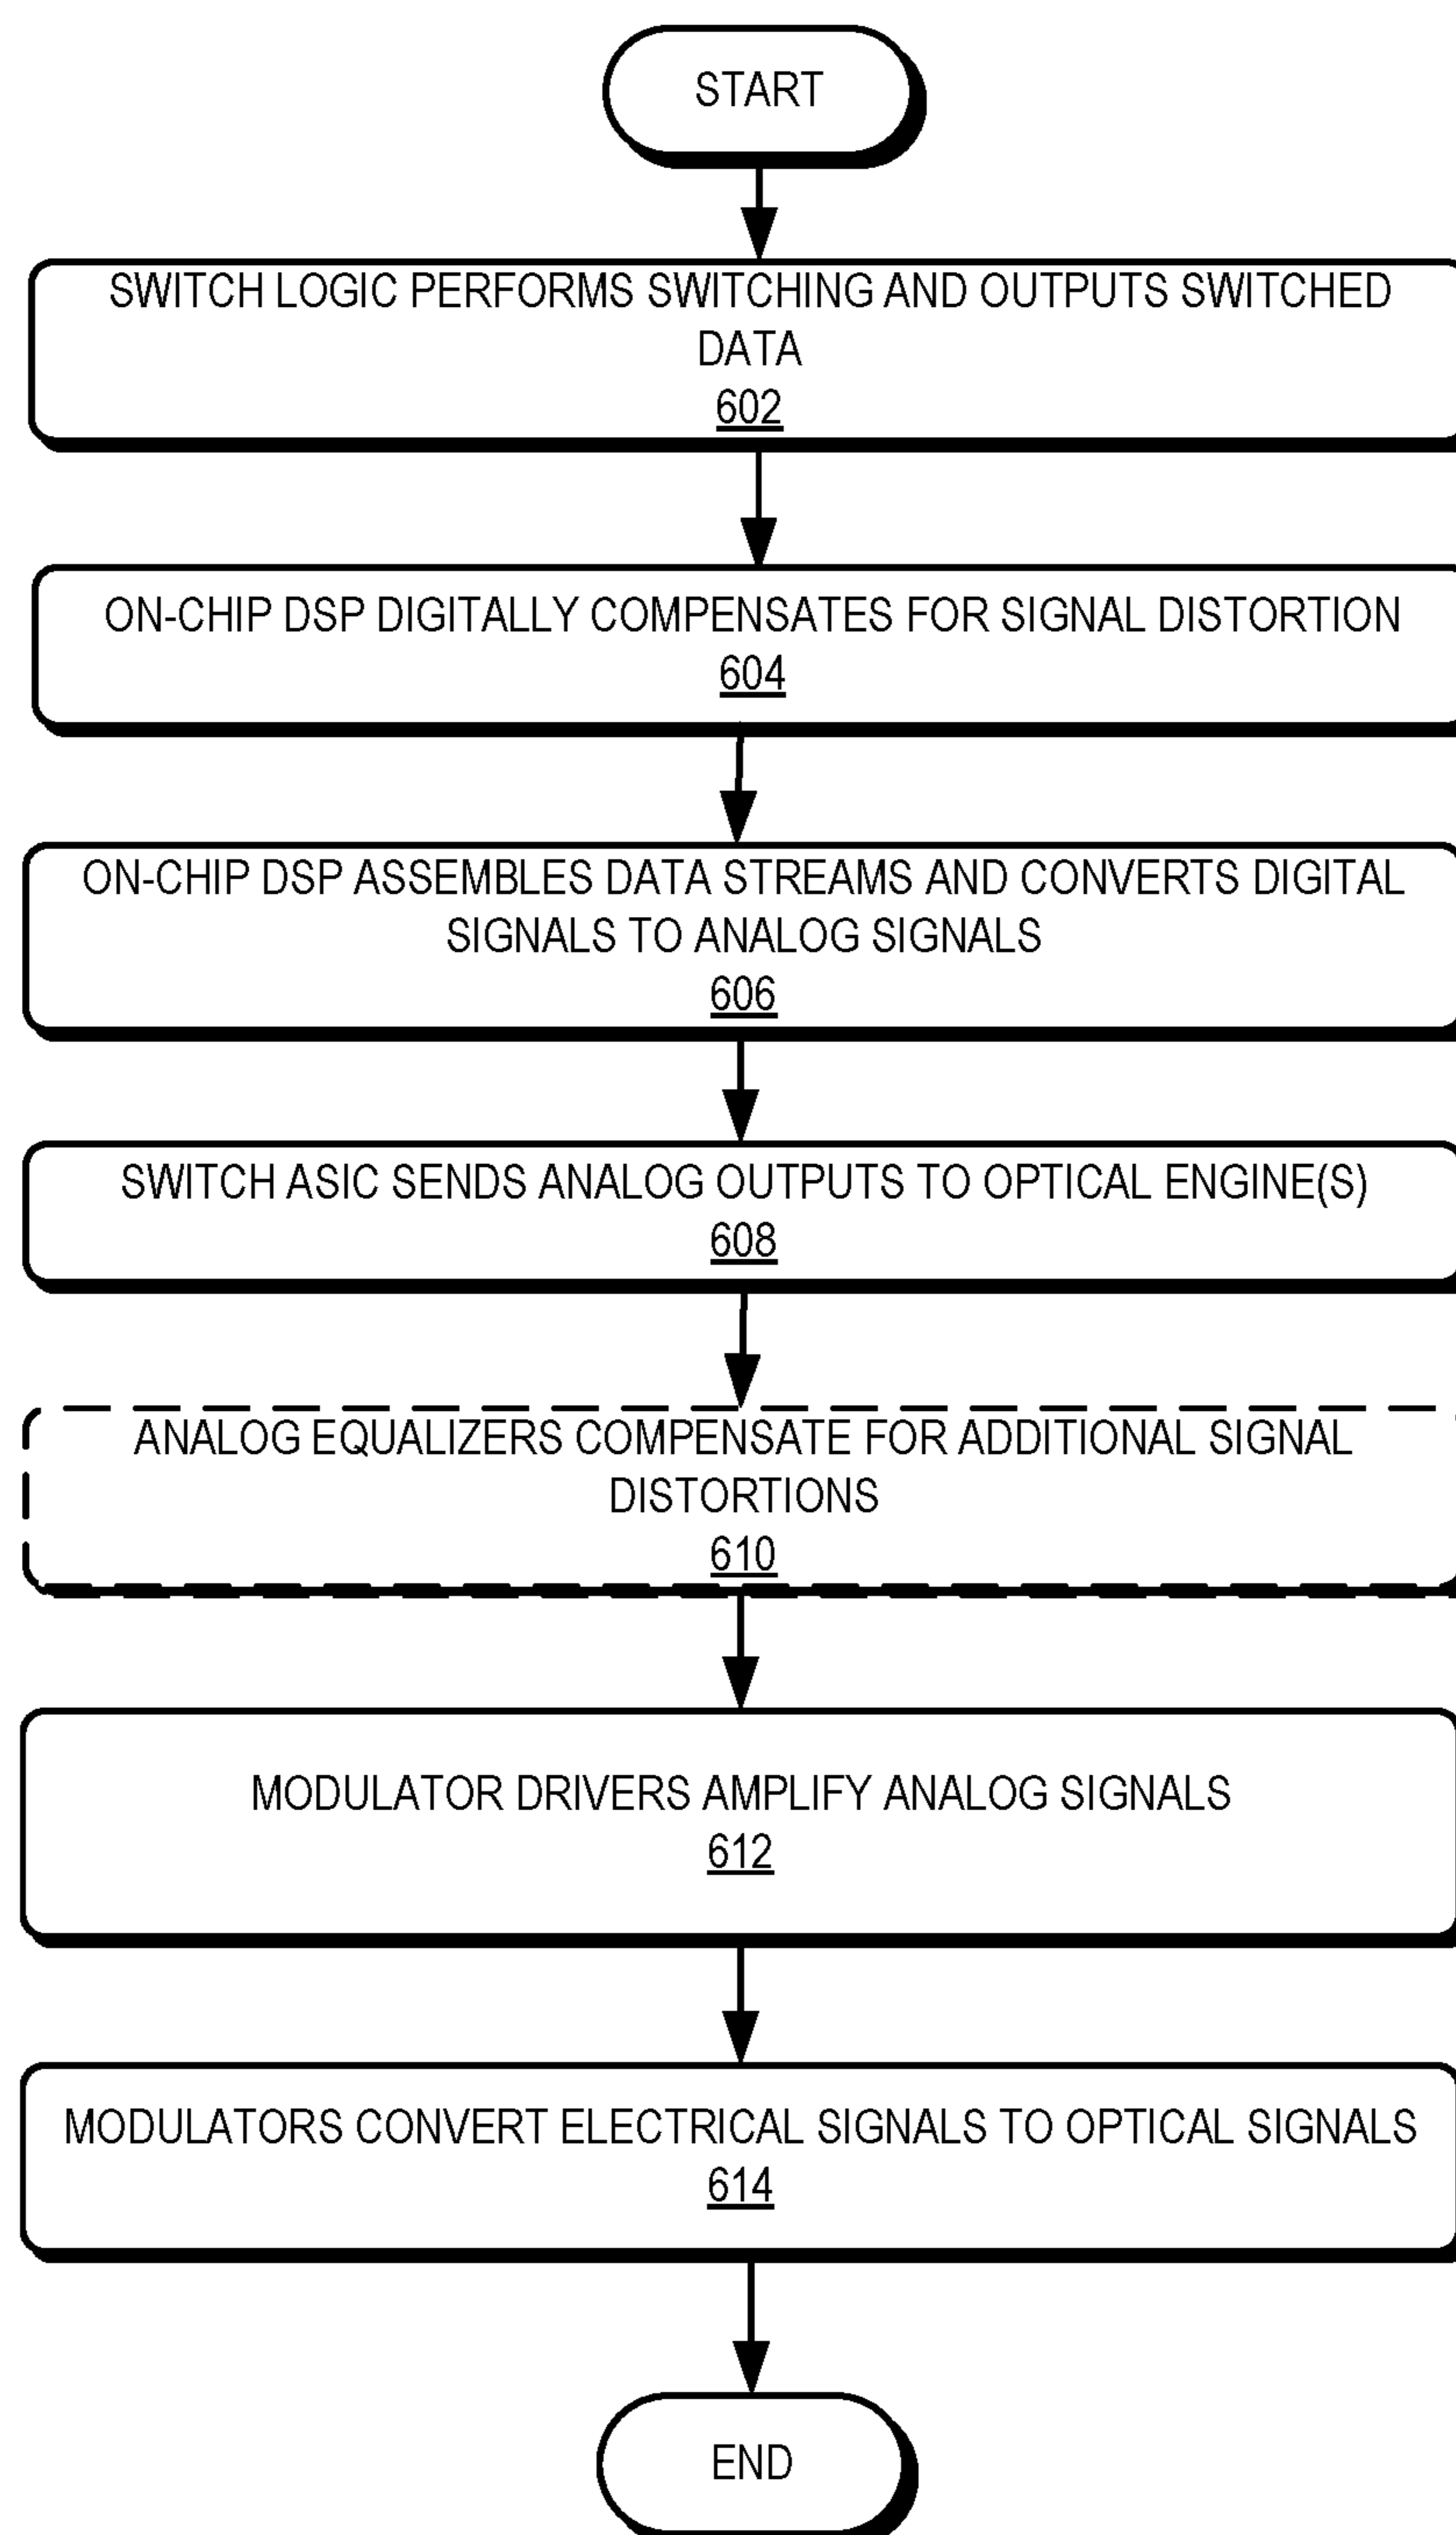 START
SWITCH LOGIC PERFORMS SWITCHING AND OUTPUTS SWITCHED
DATA
602
ON-CHIP DSP DIGITALLY COMPENSATES FOR SIGNAL DISTORTION
604
ON-CHIP DSP ASSEMBLES DATA STREAMS AND CONVERTS DIGITAL
SIGNALS TO ANALOG SIGNALS
606
SWITCH ASIC SENDS ANALOG OUTPUTS TO OPTICAL ENGINE(S)
608
ANALOG EQUALIZERS COMPENSATE FOR ADDITIONAL SIGNAL
DISTORTIONS
610
MODULATOR DRIVERS AMPLIFY ANALOG SIGNALS
612
MODULATORS CONVERT ELECTRICAL SIGNALS TO OPTICAL SIGNALS
614
END